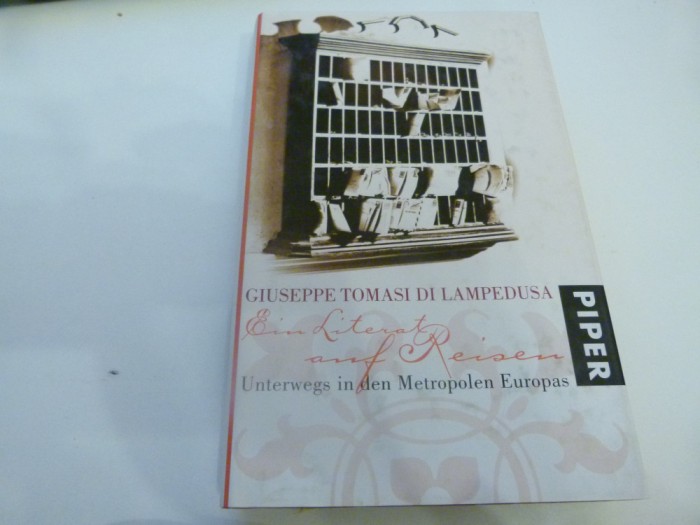 GIUSEPPE TOMASI DI LAMPEDUSA
Ein Literat
auf Reisen
Unterwegs in den Metropolen Europas
PIPER